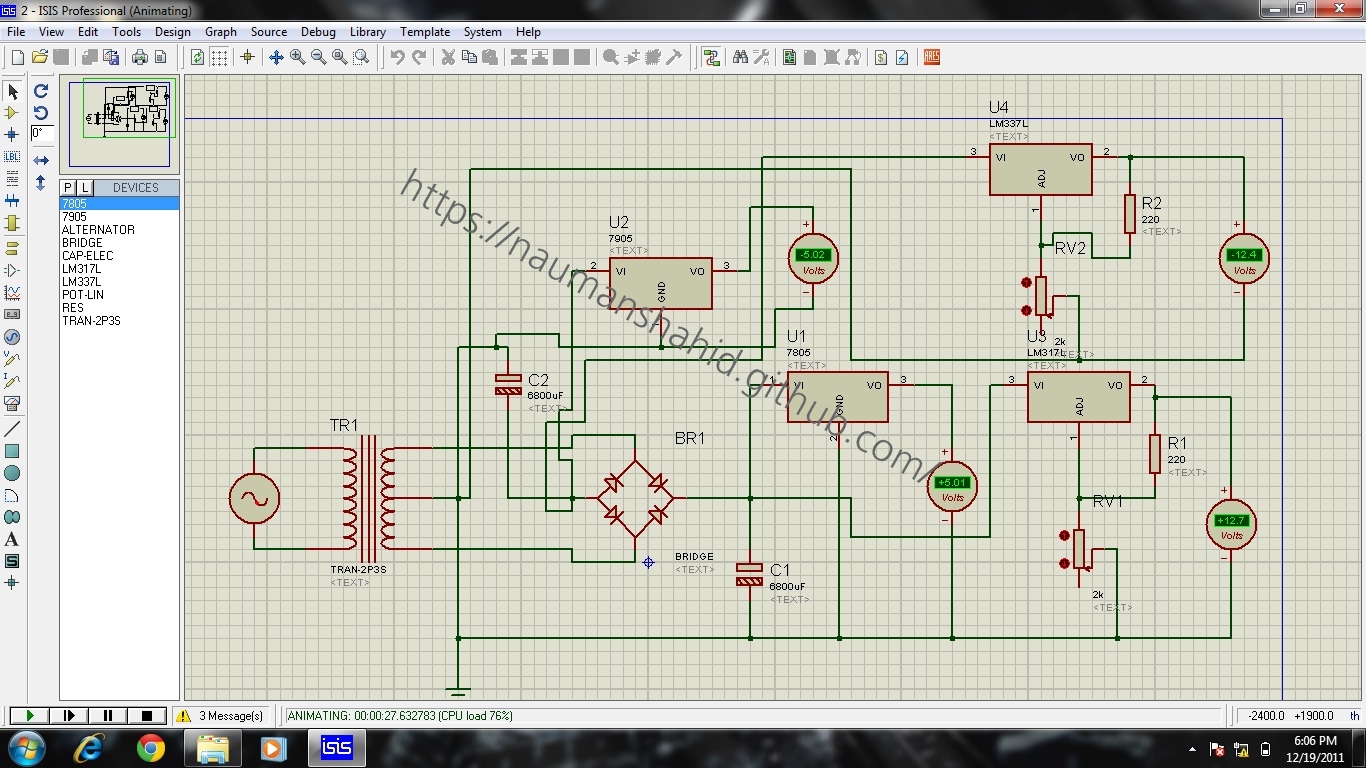 2 - ISIS Professional (Animating)
File View Edit Tools Design Graph Source Debug Library Template System Help
0°
LBL
P L DEVICES
7805
7905
ALTERNATOR
BRIDGE
CAP-ELEC
LM317L
LM337L
POT-LIN
RES
TRAN-2P3S
A
S
ARES
https://naumanshahid.github.com/
U4
LM337L
<TEXT>
3 VI VO 2
ADJ
1
R2
220
<TEXT>
RV2
2k
<TEXT>
+
-12.4
Volts
−
U2
7905
<TEXT>
2 VI VO 3
GND
1
+
-5.02
Volts
−
U1
7805
<TEXT>
1 VI VO 3
GND
2
U3
LM317L
<TEXT>
3 VI VO 2
ADJ
1
C2
6800uF
<TEXT>
TR1
TRAN-2P3S
<TEXT>
BR1
BRIDGE
<TEXT>
+
+5.01
Volts
−
R1
220
<TEXT>
RV1
2k
<TEXT>
+
+12.7
Volts
−
C1
6800uF
<TEXT>
3 Message(s)
ANIMATING: 00:00:27.632783 (CPU load 76%)
-2400.0 +1900.0 th
isis
6:06 PM
12/19/2011